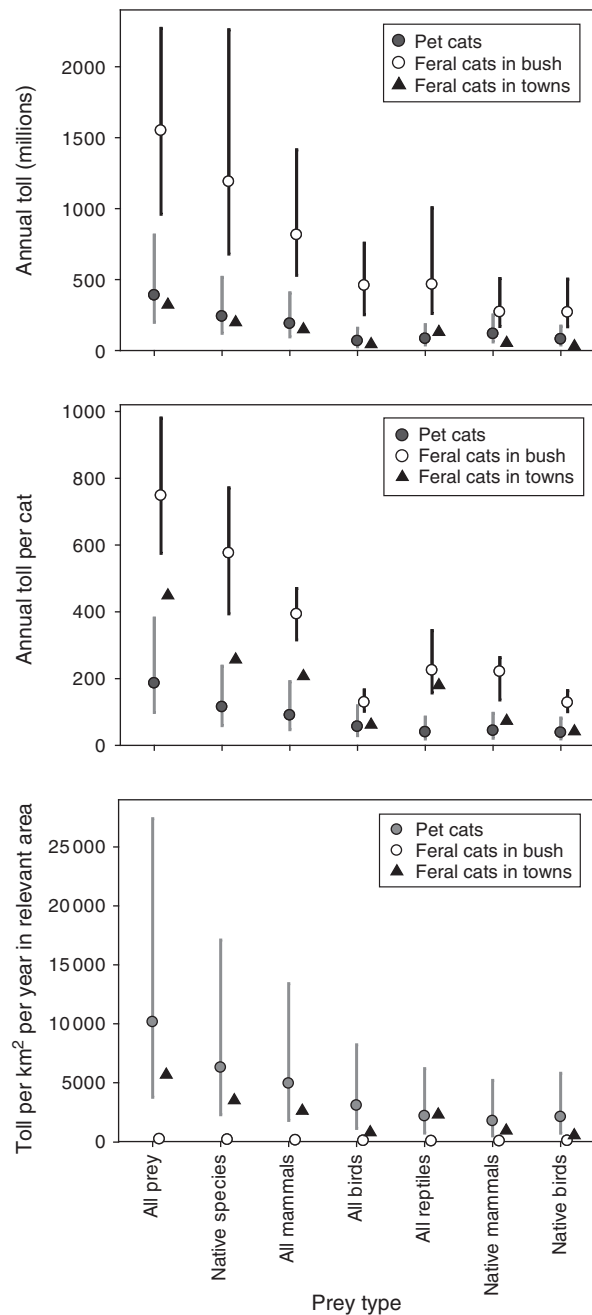 2000
1500
1000
500
0
Annual toll (millions)
Pet cats
Feral cats in bush
Feral cats in towns
1000
800
600
400
200
0
Annual toll per cat
Pet cats
Feral cats in bush
Feral cats in towns
25 000
20 000
15 000
10 000
5000
0
Toll per km² per year in relevant area
Pet cats
Feral cats in bush
Feral cats in towns
All prey
Native species
All mammals
All birds
All reptiles
Native mammals
Native birds
Prey type